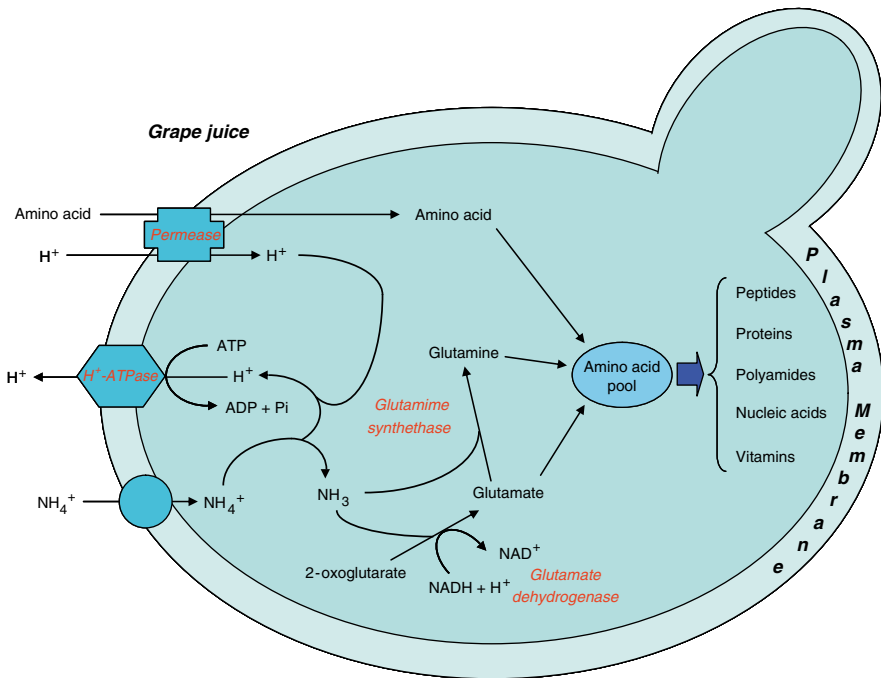 Grape juice
Amino acid
Permease
Amino acid
H⁺
H⁺
Plasma Membrane
Peptides
Proteins
Polyamides
Nucleic acids
Vitamins
ATP
H⁺
H⁺-ATPase
H⁺
ADP + Pi
Glutamine
Amino acid
pool
Glutamime
synthethase
NH₄⁺
NH₄⁺
NH₃
Glutamate
2-oxoglutarate
NAD⁺
NADH + H⁺
Glutamate
dehydrogenase